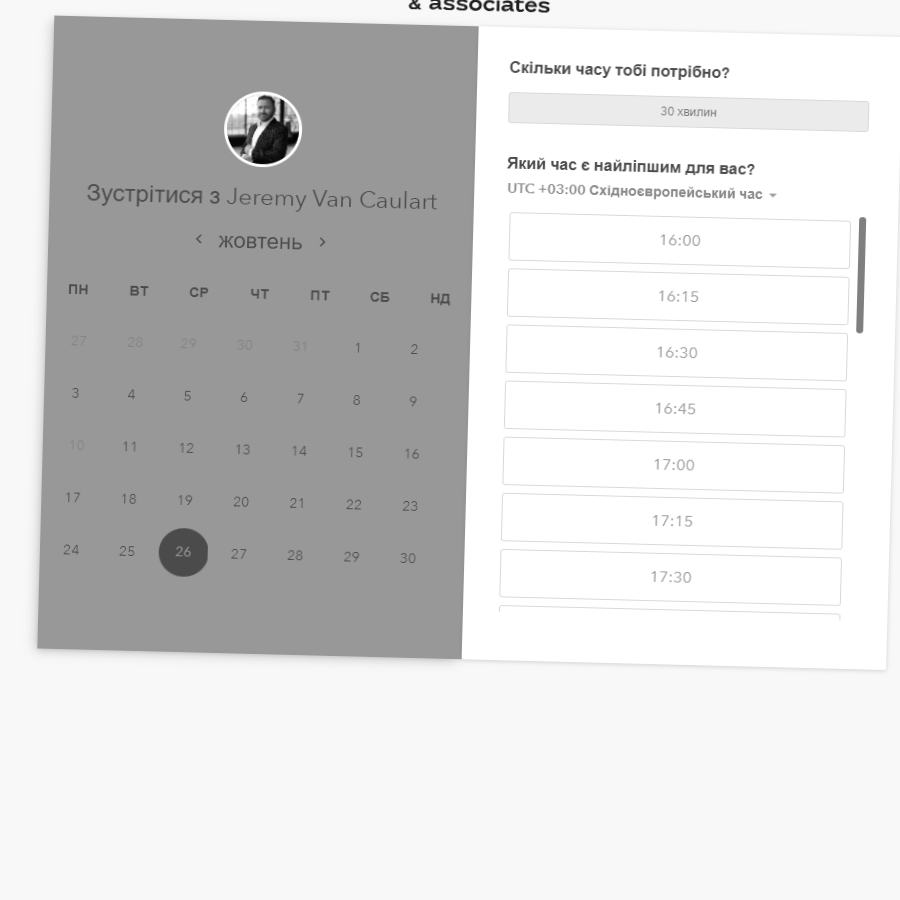 & associates
Зустрітися з Jeremy Van Caulart
жовтень
ПН ВТ СР ЧТ ПТ СБ НД
27 28 29 30 31 1 2
3 4 5 6 7 8 9
10 11 12 13 14 15 16
17 18 19 20 21 22 23
24 25 26 27 28 29 30
Скільки часу тобі потрібно?
30 хвилин
Який час є найліпшим для вас?
UTC +03:00 Східноєвропейський час
16:00
16:15
16:30
16:45
17:00
17:15
17:30